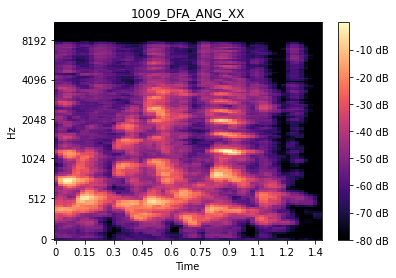 1009_DFA_ANG_XX
8192
4096
2048
1024
512
0
Hz
0 0.15 0.3 0.45 0.6 0.75 0.9 1.1 1.2 1.4
Time
-10 dB
-20 dB
-30 dB
-40 dB
-50 dB
-60 dB
-70 dB
-80 dB